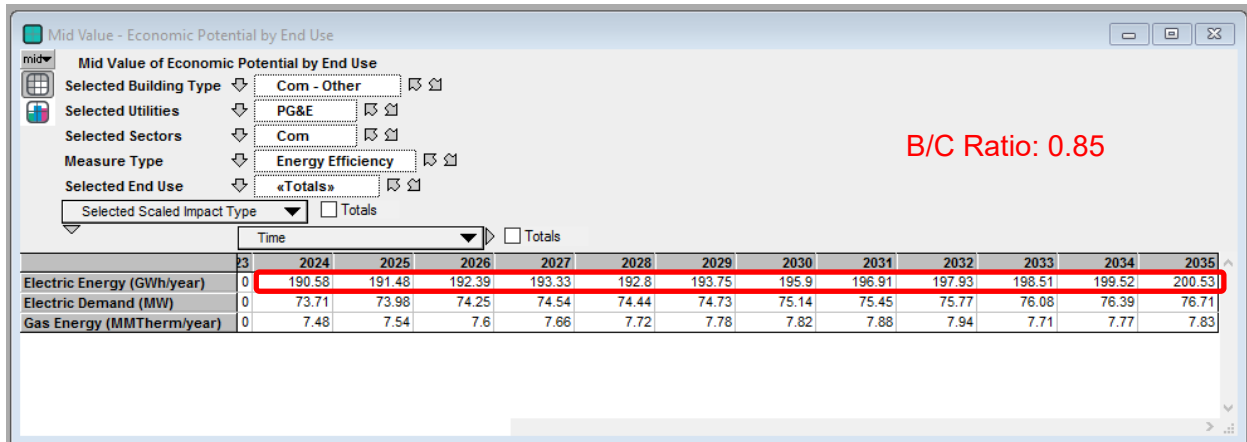 Mid Value - Economic Potential by End Use
mid
Mid Value of Economic Potential by End Use
Selected Building Type Com - Other
Selected Utilities PG&E
Selected Sectors Com
B/C Ratio: 0.85
Measure Type Energy Efficiency
Selected End Use «Totals»
Selected Scaled Impact Type Totals
Time Totals
23 2024 2025 2026 2027 2028 2029 2030 2031 2032 2033 2034 2035
Electric Energy (GWh/year) 0 190.58 191.48 192.39 193.33 192.8 193.75 195.9 196.91 197.93 198.51 199.52 200.53
Electric Demand (MW) 0 73.71 73.98 74.25 74.54 74.44 74.73 75.14 75.45 75.77 76.08 76.39 76.71
Gas Energy (MMTherm/year) 0 7.48 7.54 7.6 7.66 7.72 7.78 7.82 7.88 7.94 7.71 7.77 7.83